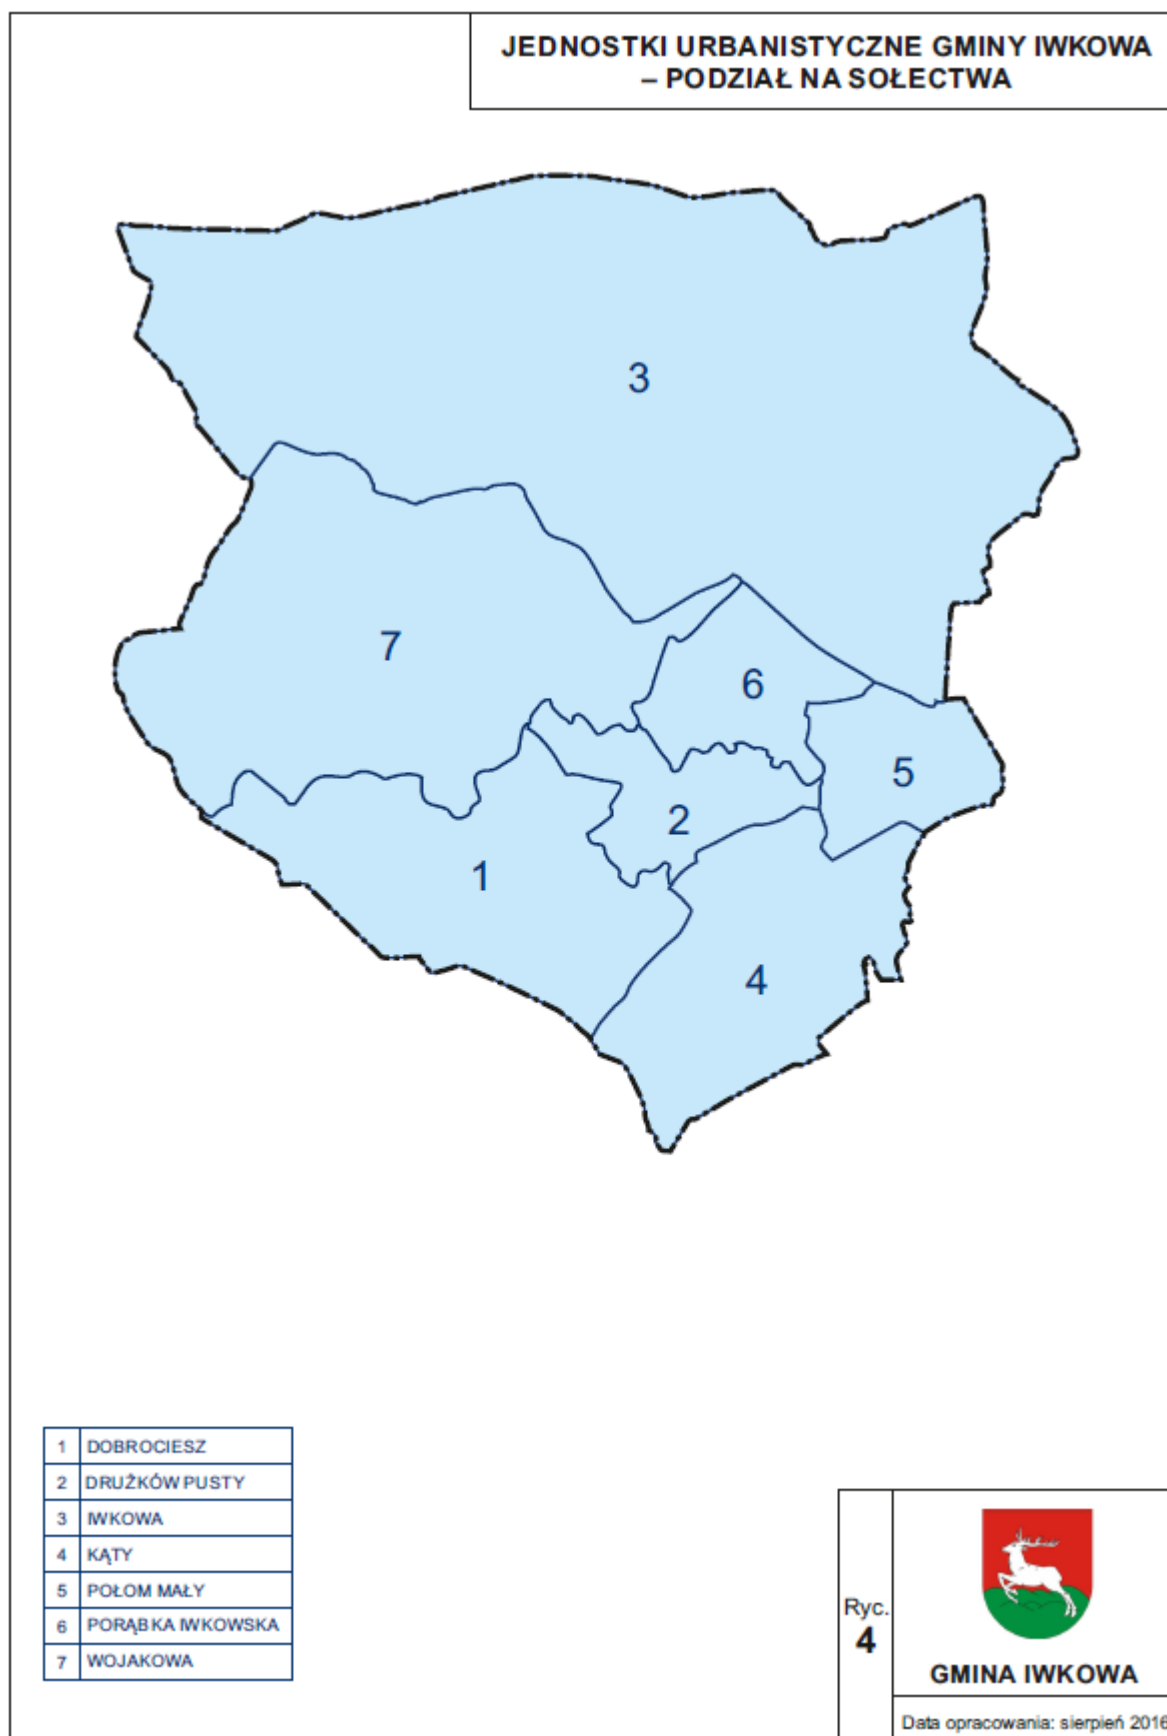 JEDNOSTKI URBANISTYCZNE GMINY IWKOWA
– PODZIAŁ NA SOŁECTWA
3
7
6
5
2
1
4
1 DOBROCIESZ
2 DRUŻKÓW PUSTY
3 IWKOWA
4 KĄTY
5 POŁOM MAŁY
6 PORĄBKA IWKOWSKA
7 WOJAKOWA
Ryc.
4
GMINA IWKOWA
Data opracowania: sierpień 2016